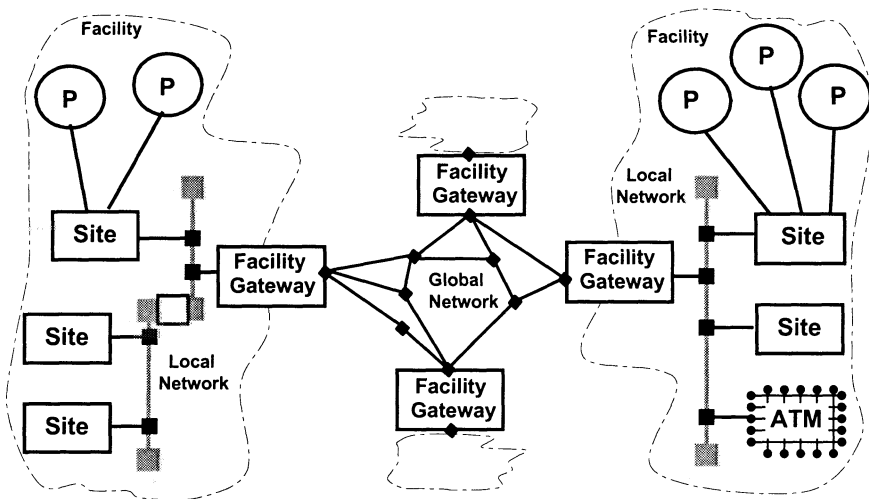 Facility
P
P
Site
Facility
Gateway
Site
Local
Network
Site
Facility
Gateway
Global
Network
Facility
Gateway
Facility
P
P
P
Local
Network
Facility
Gateway
Site
Site
ATM